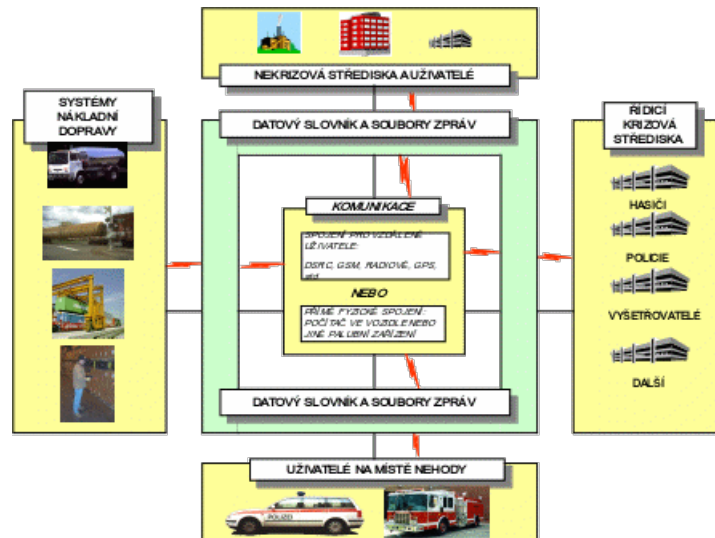 NEKRIZOVÁ STŘEDISKA A UŽIVATELÉ
SYSTÉMY
NÁKLADNÍ
DOPRAVY
DATOVÝ SLOVNÍK A SOUBORY ZPRÁV
ŘÍDICÍ
KRIZOVÁ
STŘEDISKA
HASIČI
POLICIE
VYŠETŘOVATELÉ
DALŠÍ
KOMUNIKACE
SPOJENÍ PRO VZDÁLENÉ
UŽIVATELE:
DSRC, GSM, RADIOVÉ, GPS,
atd.
NEBO
PŘÍMÉ FYZICKÉ SPOJENÍ:
POČÍTAČ VE VOZIDLE NEBO
JINÉ PALUBNÍ ZAŘÍZENÍ
DATOVÝ SLOVNÍK A SOUBORY ZPRÁV
UŽIVATELÉ NA MÍSTĚ NEHODY
POLIZEI